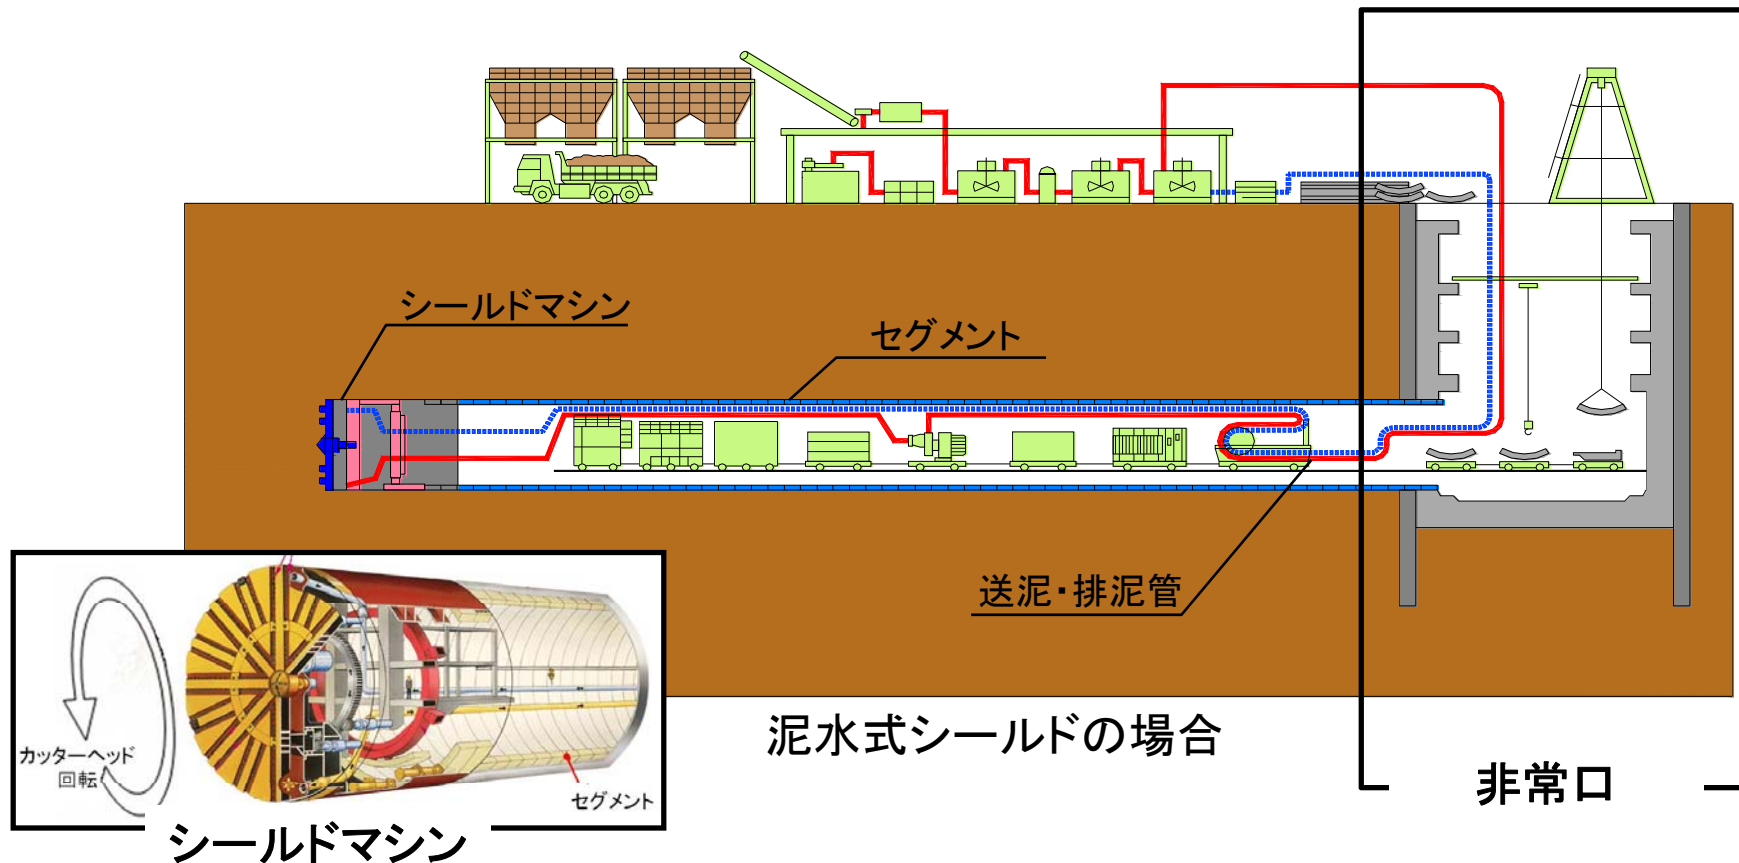 シールドマシン
セグメント
送泥・排泥管
泥水式シールドの場合
非常口
カッターヘッド
回転
セグメント
シールドマシン